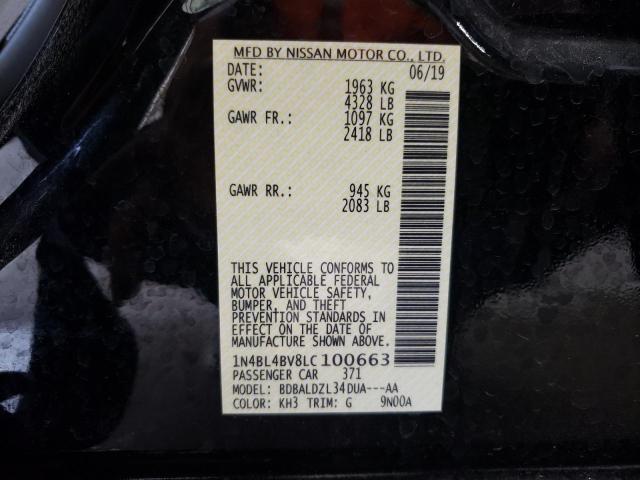 MFD BY NISSAN MOTOR CO., LTD.
DATE: 06/19
GVWR: 1963 KG
4328 LB
GAWR FR.: 1097 KG
2418 LB
GAWR RR.: 945 KG
2083 LB
THIS VEHICLE CONFORMS TO
ALL APPLICABLE FEDERAL
MOTOR VEHICLE SAFETY,
BUMPER, AND THEFT
PREVENTION STANDARDS IN
EFFECT ON THE DATE OF
MANUFACTURE SHOWN ABOVE.
1N4BL4BV8LC100663
PASSENGER CAR 371
MODEL: BDBALDZL34DUA---AA
COLOR: KH3 TRIM: G 9N00A